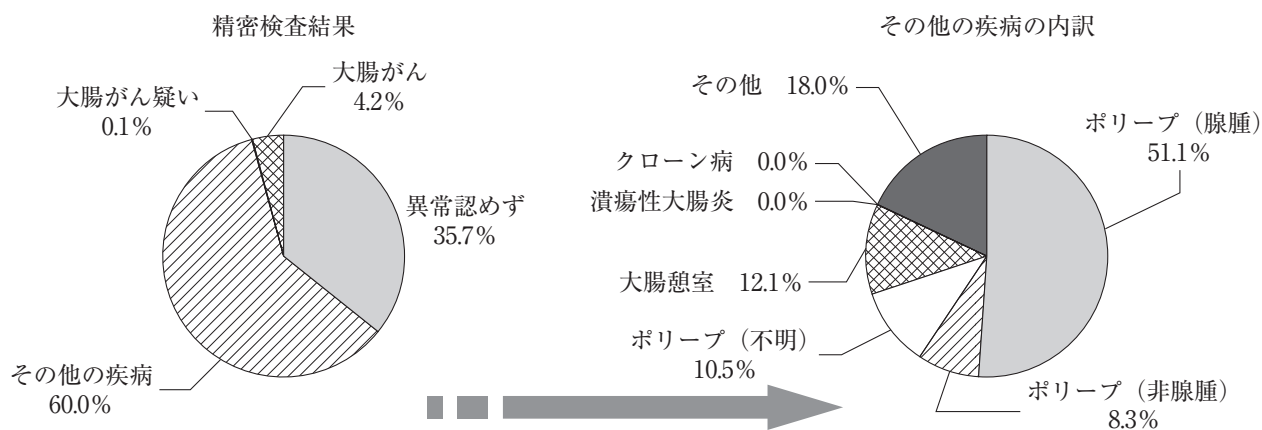 精密検査結果
大腸がん
4.2%
大腸がん疑い
0.1%
異常認めず
35.7%
その他の疾病
60.0%
その他の疾病の内訳
その他 18.0%
ポリープ（腺腫）
51.1%
クローン病 0.0%
潰瘍性大腸炎 0.0%
大腸憩室 12.1%
ポリープ（不明）
10.5%
ポリープ（非腺腫）
8.3%